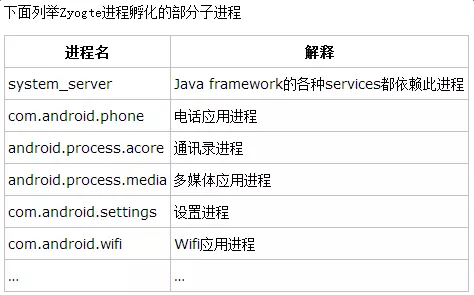 下面列举Zyogte进程孵化的部分子进程
进程名 解释
system_server Java framework的各种services都依赖此进程
com.android.phone 电话应用进程
android.process.acore 通讯录进程
android.process.media 多媒体应用进程
com.android.settings 设置进程
com.android.wifi Wifi应用进程
... ...